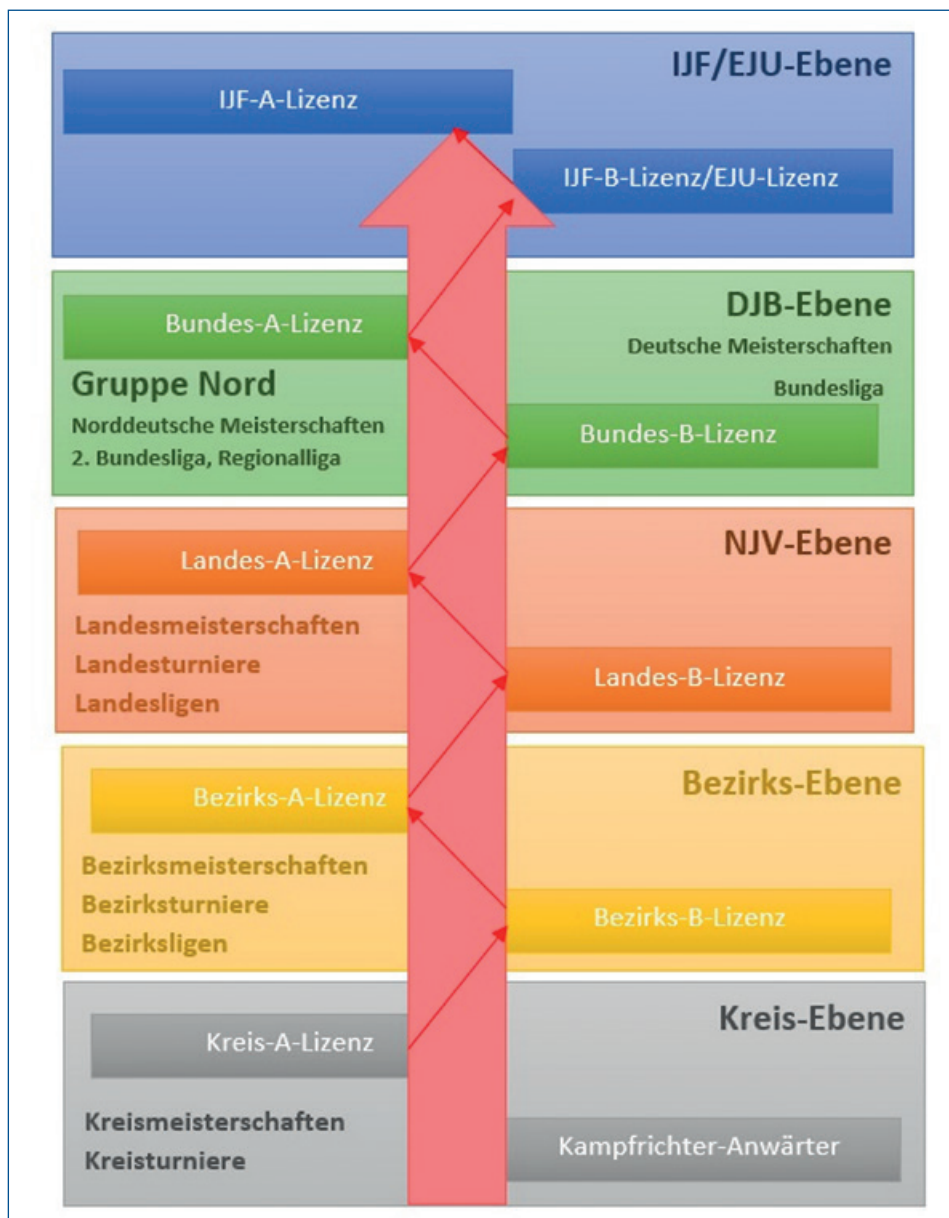 IJF/EJU-Ebene
IJF-A-Lizenz
IJF-B-Lizenz/EJU-Lizenz
DJB-Ebene
Deutsche Meisterschaften
Bundesliga
Bundes-A-Lizenz
Gruppe Nord
Norddeutsche Meisterschaften
2. Bundesliga, Regionalliga
Bundes-B-Lizenz
NJV-Ebene
Landes-A-Lizenz
Landesmeisterschaften
Landesturniere
Landesligen
Landes-B-Lizenz
Bezirks-Ebene
Bezirks-A-Lizenz
Bezirksmeisterschaften
Bezirksturniere
Bezirksligen
Bezirks-B-Lizenz
Kreis-Ebene
Kreis-A-Lizenz
Kreismeisterschaften
Kreisturniere
Kampfrichter-Anwärter